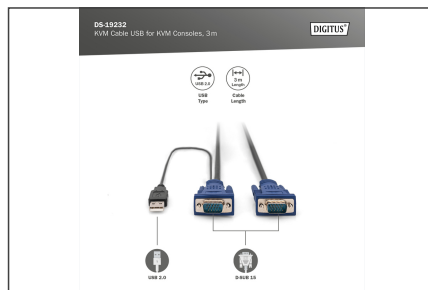 DS-19232
KVM Cable USB for KVM Consoles, 3 m
DIGITUS®
USB 2.0
3 m
Length
USB
Type
Cable
Length
USB 2.0
D-SUB 15